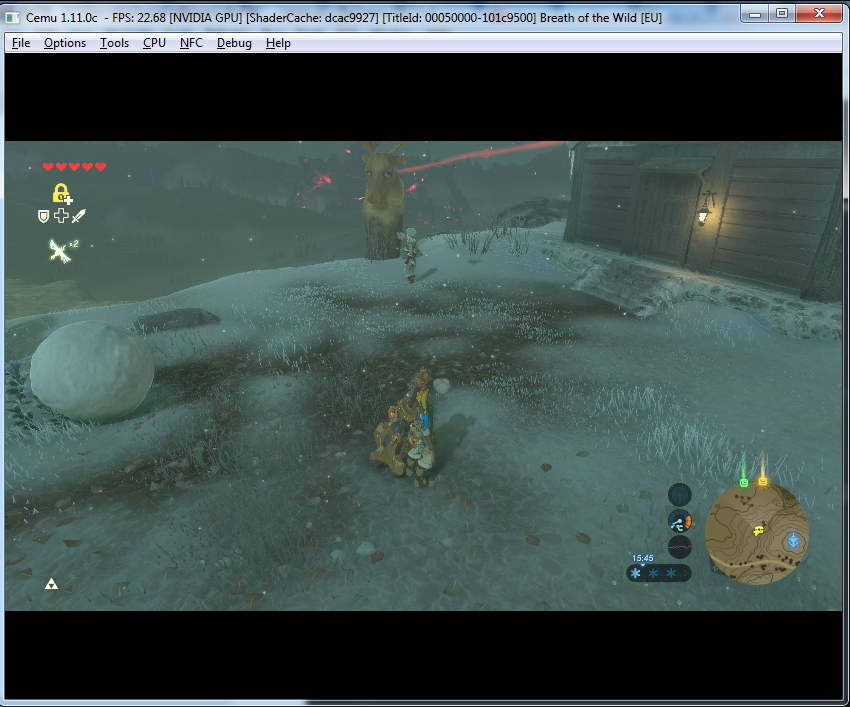 Cemu 1.11.0c - FPS: 22.68 [NVIDIA GPU] [ShaderCache: dcac9927] [TitleId: 00050000-101c9500] Breath of the Wild [EU]
File Options Tools CPU NFC Debug Help
×2
15:45